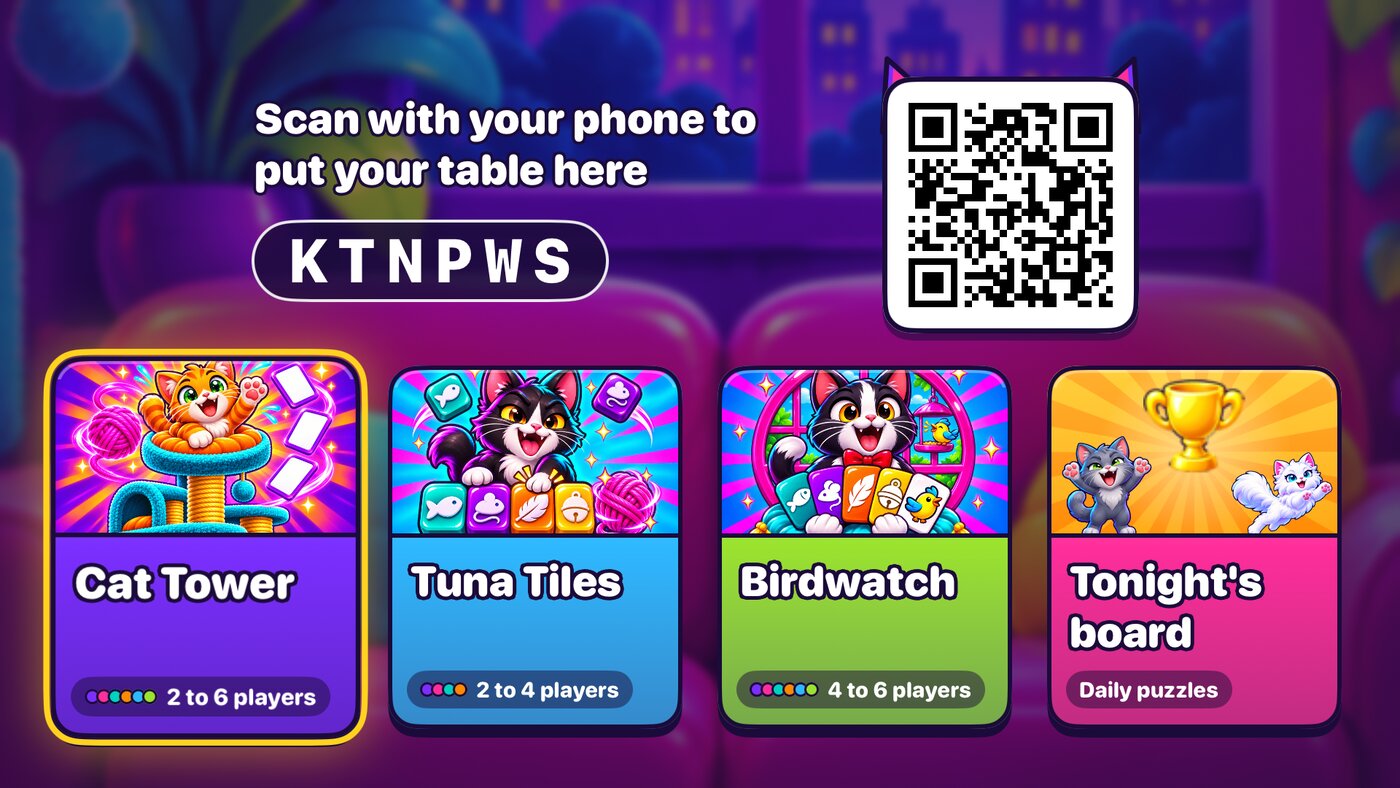 Scan with your phone to
put your table here
KTNPWS
Cat Tower
2 to 6 players
Tuna Tiles
2 to 4 players
Birdwatch
4 to 6 players
Tonight's
board
Daily puzzles